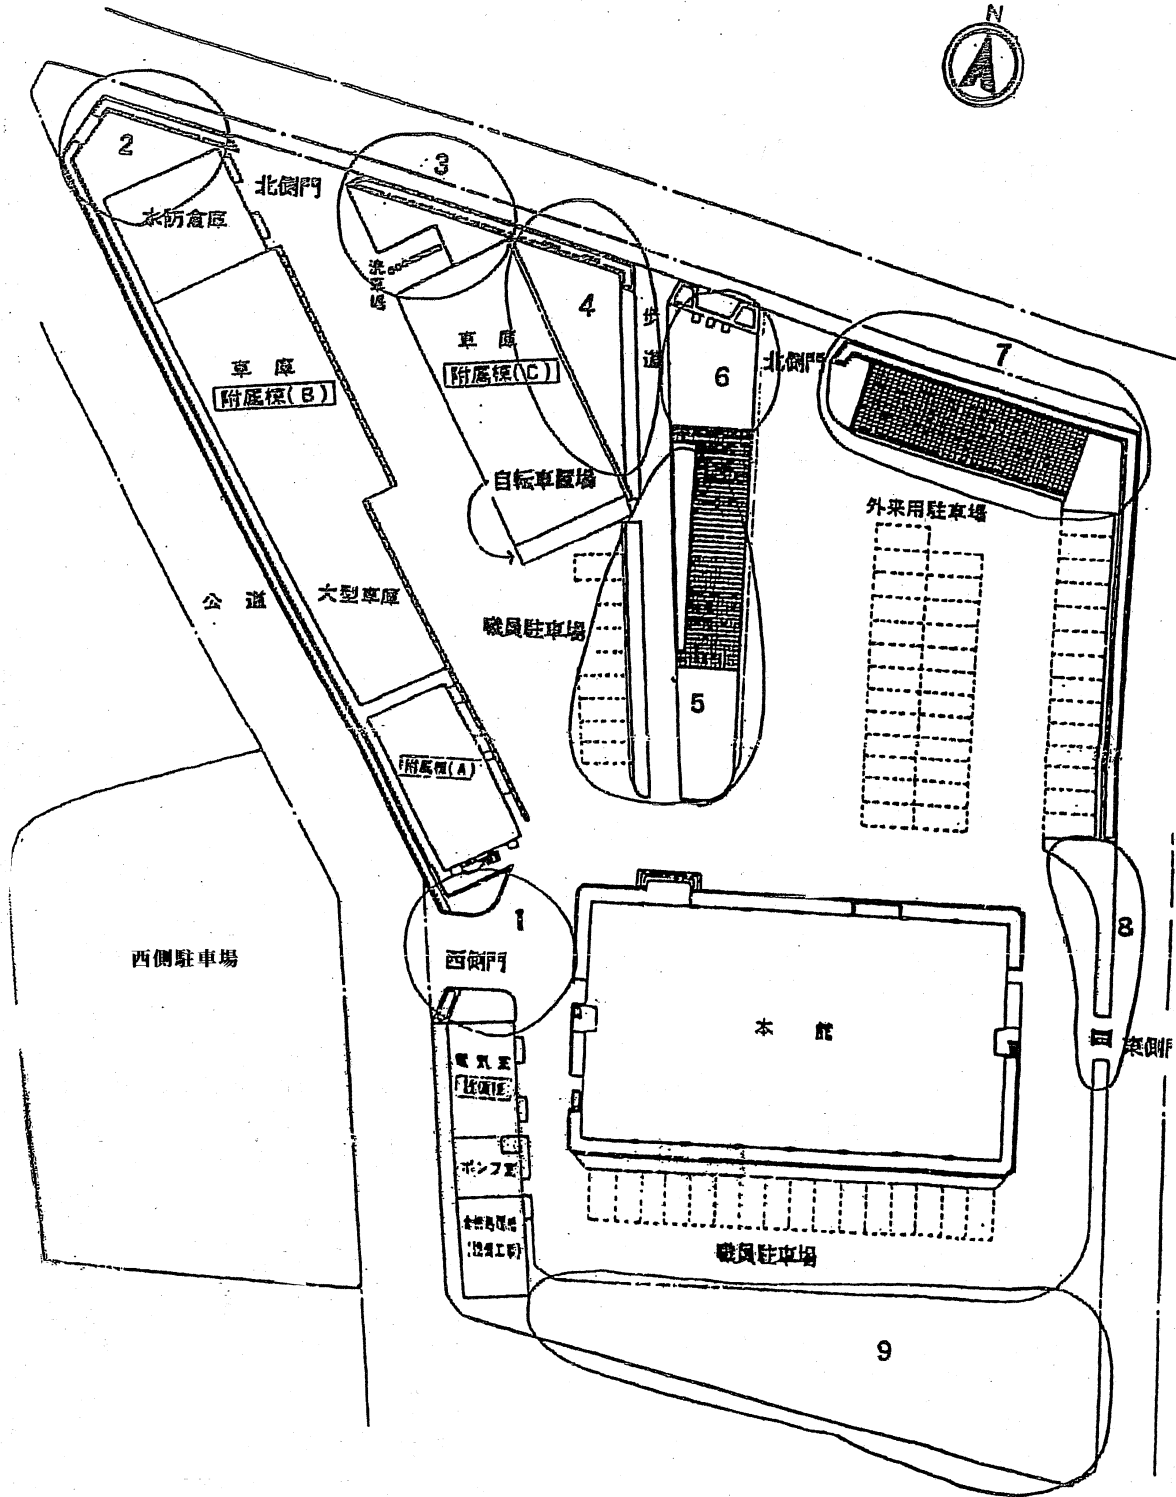 N
2
3
北側門
水防倉庫
洗車場
4
歩道
車庫
附属棟(C)
車庫
附属棟(B)
6
北側門
7
自転車置場
外来用駐車場
公道
大型車庫
職員駐車場
5
附属棟(A)
1
西側門
8
西側駐車場
本館
東側門
電気室
ポンプ室
職員駐車場
9